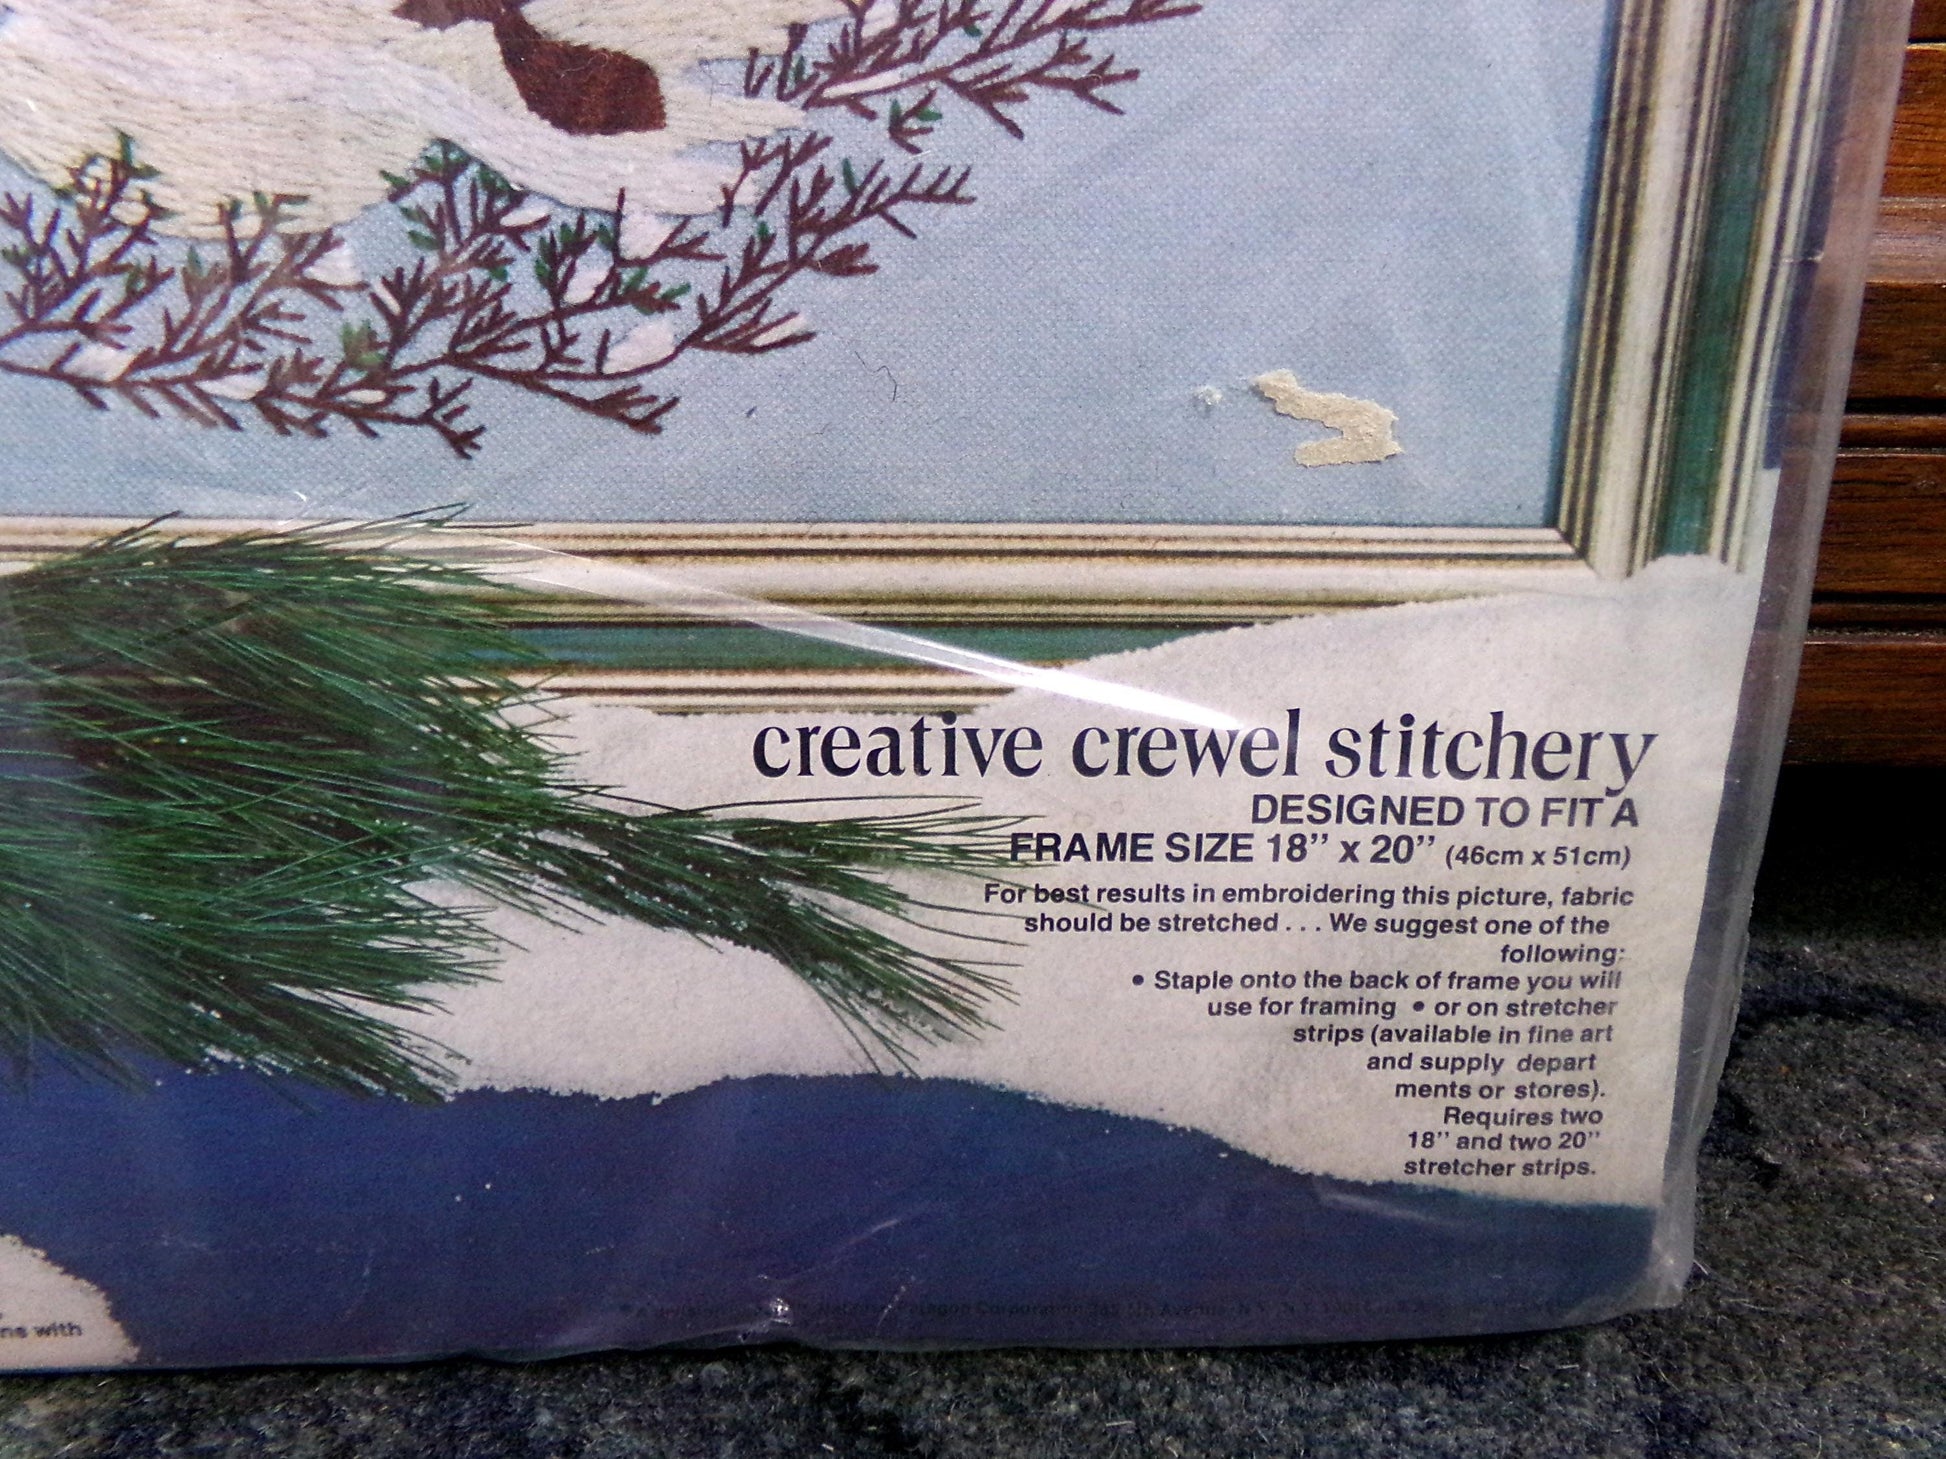 creative crewel stitchery
DESIGNED TO FIT A
FRAME SIZE 18” x 20” (46cm x 51cm)
For best results in embroidering this picture, fabric
should be stretched . . . We suggest one of the
following:
• Staple onto the back of frame you will
use for framing • or on stretcher
strips (available in fine art
and supply depart
ments or stores).
Requires two
18” and two 20”
stretcher strips.
with
Paragon Corporation